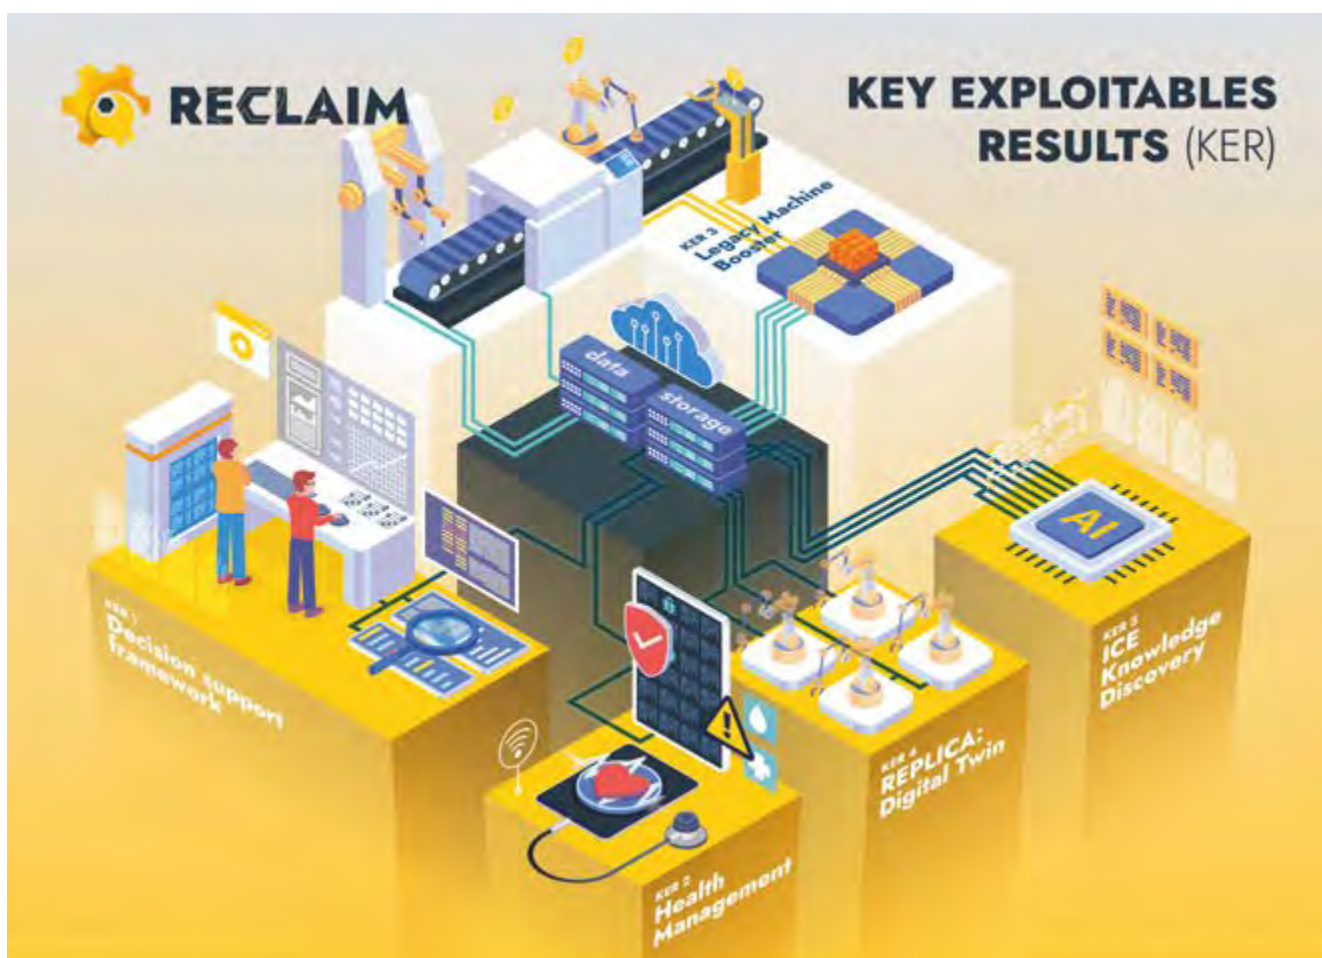 RECLAIM
KEY EXPLOITABLES
RESULTS (KER)
KER 3
Legacy Machine
Booster
data
storage
AI
KER 1
Decision support
framework
KER 5
ICE
Knowledge
Discovery
KER 4
REPLICA:
Digital Twin
KER 2
Health
Management